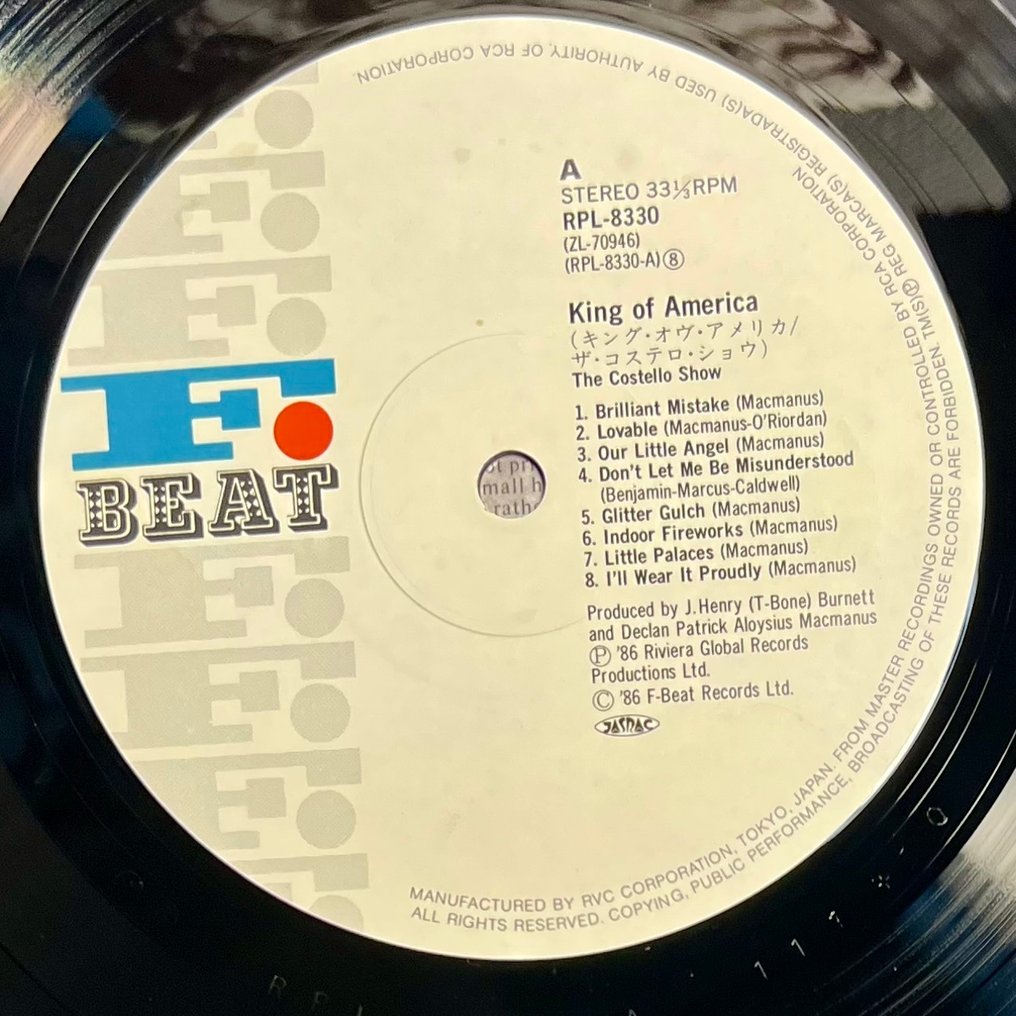 F.
BEAT
A
STEREO 33⅓RPM
RPL-8330
(ZL-70946)
(RPL-8330-A)⑧
King of America
(キング・オヴ・アメリカ/
ザ・コステロ・ショウ)
The Costello Show
1. Brilliant Mistake (Macmanus)
2. Lovable (Macmanus-O'Riordan)
3. Our Little Angel (Macmanus)
4. Don't Let Me Be Misunderstood
(Benjamin-Marcus-Caldwell)
5. Glitter Gulch (Macmanus)
6. Indoor Fireworks (Macmanus)
7. Little Palaces (Macmanus)
8. I'll Wear It Proudly (Macmanus)
Produced by J.Henry (T-Bone) Burnett
and Declan Patrick Aloysius Macmanus
Ⓟ '86 Riviera Global Records
Productions Ltd.
© '86 F-Beat Records Ltd.
JASRAC
MANUFACTURED BY RVC CORPORATION, TOKYO, JAPAN. FROM MASTER RECORDINGS OWNED OR CONTROLLED BY RCA CORPORATION
ALL RIGHTS RESERVED. COPYING, PUBLIC PERFORMANCE, BROADCASTING OF THESE RECORDS ARE FORBIDDEN. TM(S)Ⓡ REG MARCA(S) REGISTRADA(S) USED BY AUTHORITY OF RCA CORPORATION
mall h
1 1 1